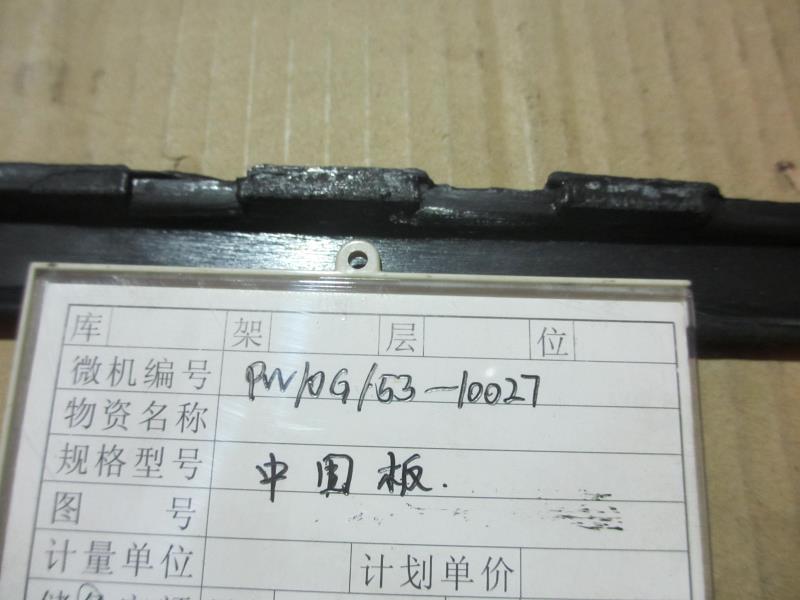 库 架 层 位
微机编号 PW/OG/53-10027
物资名称
规格型号 中围板.
图 号
计量单位 计划单价